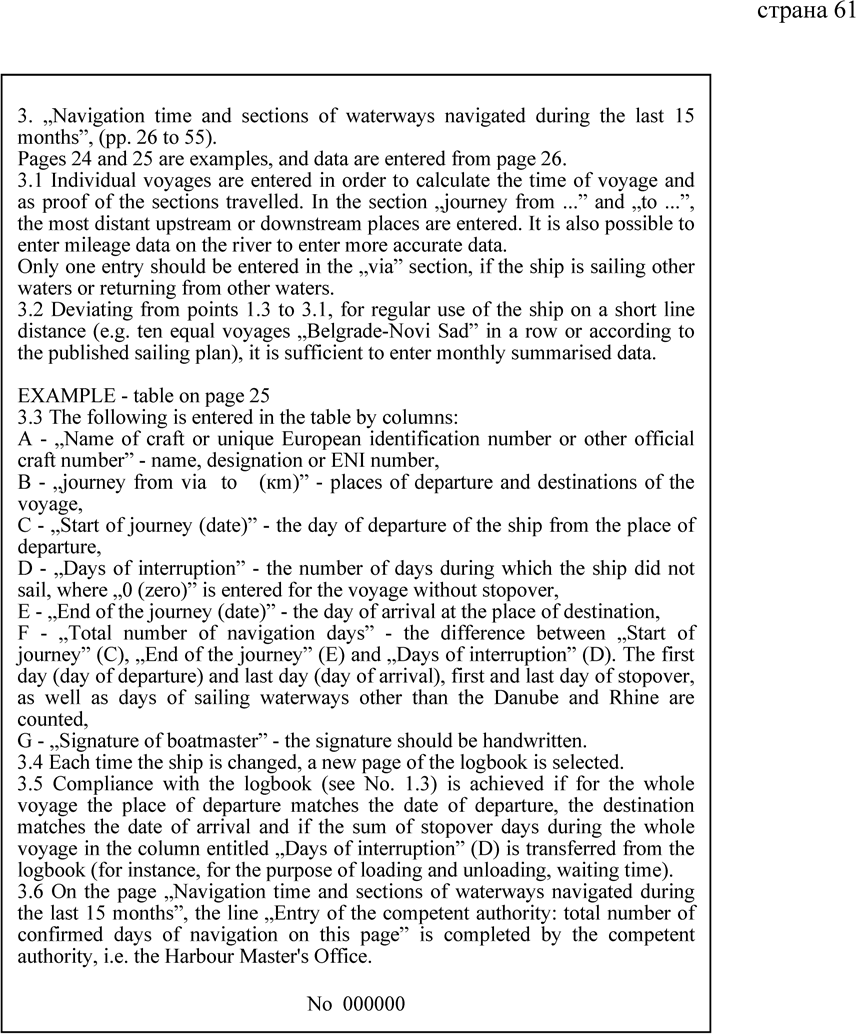 страна 61
3. „Navigation time and sections of waterways navigated during the last 15
months”, (pp. 26 to 55).
Pages 24 and 25 are examples, and data are entered from page 26.
3.1 Individual voyages are entered in order to calculate the time of voyage and
as proof of the sections travelled. In the section „journey from ...” and „to ...”,
the most distant upstream or downstream places are entered. It is also possible to
enter mileage data on the river to enter more accurate data.
Only one entry should be entered in the „via” section, if the ship is sailing other
waters or returning from other waters.
3.2 Deviating from points 1.3 to 3.1, for regular use of the ship on a short line
distance (e.g. ten equal voyages „Belgrade-Novi Sad” in a row or according to
the published sailing plan), it is sufficient to enter monthly summarised data.
EXAMPLE - table on page 25
3.3 The following is entered in the table by columns:
A - „Name of craft or unique European identification number or other official
craft number” - name, designation or ENI number,
B - „journey from via to (км)” - places of departure and destinations of the
voyage,
C - „Start of journey (date)” - the day of departure of the ship from the place of
departure,
D - „Days of interruption” - the number of days during which the ship did not
sail, where „0 (zero)” is entered for the voyage without stopover,
E - „End of the journey (date)” - the day of arrival at the place of destination,
F - „Total number of navigation days” - the difference between „Start of
journey” (C), „End of the journey” (E) and „Days of interruption” (D). The first
day (day of departure) and last day (day of arrival), first and last day of stopover,
as well as days of sailing waterways other than the Danube and Rhine are
counted,
G - „Signature of boatmaster” - the signature should be handwritten.
3.4 Each time the ship is changed, a new page of the logbook is selected.
3.5 Compliance with the logbook (see No. 1.3) is achieved if for the whole
voyage the place of departure matches the date of departure, the destination
matches the date of arrival and if the sum of stopover days during the whole
voyage in the column entitled „Days of interruption” (D) is transferred from the
logbook (for instance, for the purpose of loading and unloading, waiting time).
3.6 On the page „Navigation time and sections of waterways navigated during
the last 15 months”, the line „Entry of the competent authority: total number of
confirmed days of navigation on this page” is completed by the competent
authority, i.e. the Harbour Master's Office.
No 000000